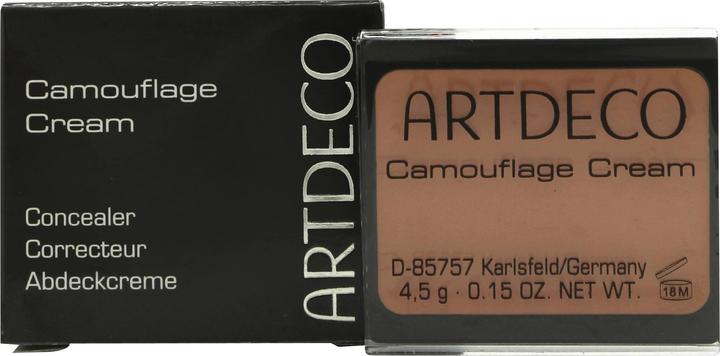 Camouflage
Cream
Concealer
Correcteur
Abdeckcreme
ARTDECO
ARTDECO
Camouflage Cream
D-85757 Karlsfeld/Germany
4,5 g · 0.15 OZ. NET WT.
18M